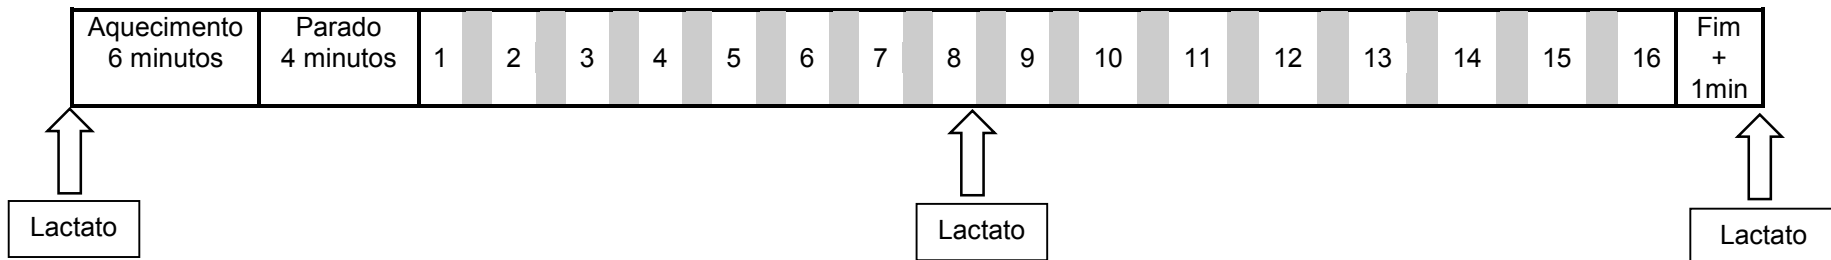 Aquecimento
6 minutos
Parado
4 minutos
1 2 3 4 5 6 7 8 9 10 11 12 13 14 15 16
Fim
+
1min
Lactato
Lactato
Lactato